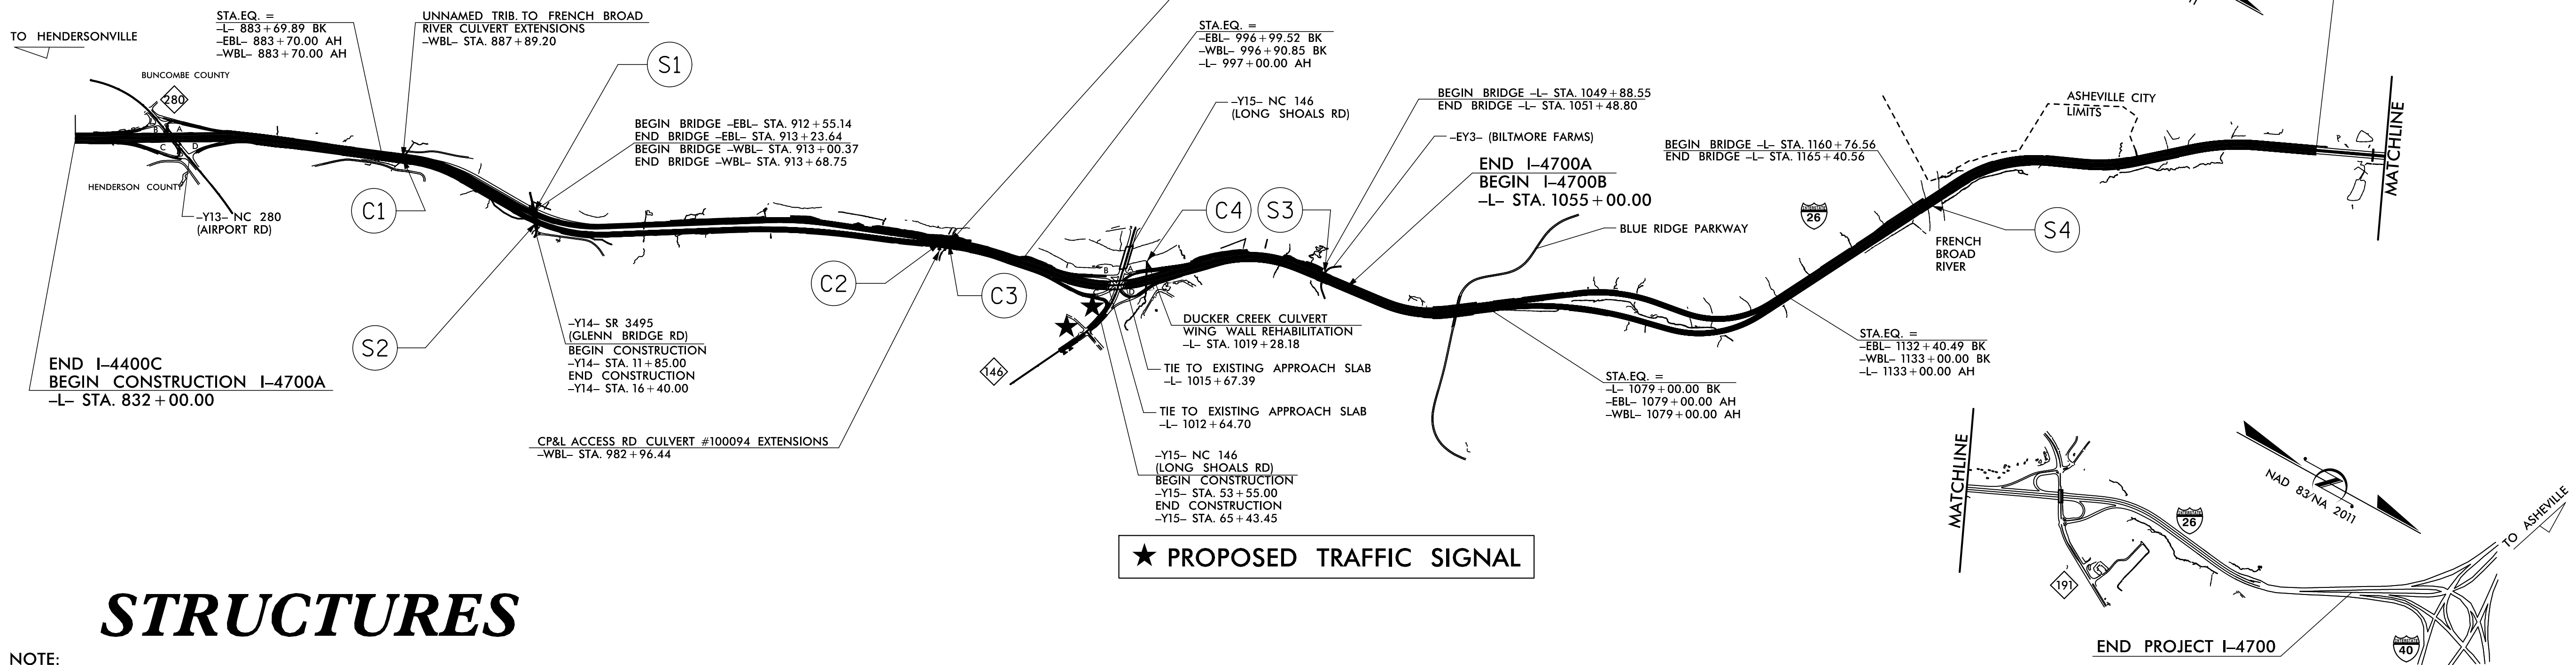 TO HENDERSONVILLE
STA.EQ. =
–L– 883+69.89 BK
–EBL– 883+70.00 AH
–WBL– 883+70.00 AH
UNNAMED TRIB. TO FRENCH BROAD
RIVER CULVERT EXTENSIONS
–WBL– STA. 887+89.20
BUNCOMBE COUNTY
280
B
A
C
D
HENDERSON COUNTY
–Y13– NC 280
(AIRPORT RD)
C1
S1
BEGIN BRIDGE –EBL– STA. 912+55.14
END BRIDGE –EBL– STA. 913+23.64
BEGIN BRIDGE –WBL– STA. 913+00.37
END BRIDGE –WBL– STA. 913+68.75
STA.EQ. =
–EBL– 996+99.52 BK
–WBL– 996+90.85 BK
–L– 997+00.00 AH
–Y15– NC 146
(LONG SHOALS RD)
BEGIN BRIDGE –L– STA. 1049+88.55
END BRIDGE –L– STA. 1051+48.80
–EY3– (BILTMORE FARMS)
END I–4700A
BEGIN I–4700B
–L– STA. 1055+00.00
C4
S3
BLUE RIDGE PARKWAY
BEGIN BRIDGE –L– STA. 1160+76.56
END BRIDGE –L– STA. 1165+40.56
ASHEVILLE CITY
LIMITS
26
S4
FRENCH
BROAD
RIVER
P
MATCHLINE
C2
C3
B
A
D
C
S2
–Y14– SR 3495
(GLENN BRIDGE RD)
BEGIN CONSTRUCTION
–Y14– STA. 11+85.00
END CONSTRUCTION
–Y14– STA. 16+40.00
END I–4400C
BEGIN CONSTRUCTION I–4700A
–L– STA. 832+00.00
CP&L ACCESS RD CULVERT #100094 EXTENSIONS
–WBL– STA. 982+96.44
146
DUCKER CREEK CULVERT
WING WALL REHABILITATION
–L– STA. 1019+28.18
TIE TO EXISTING APPROACH SLAB
–L– 1015+67.39
TIE TO EXISTING APPROACH SLAB
–L– 1012+64.70
–Y15– NC 146
(LONG SHOALS RD)
BEGIN CONSTRUCTION
–Y15– STA. 53+55.00
END CONSTRUCTION
–Y15– STA. 65+43.45
STA.EQ. =
–L– 1079+00.00 BK
–EBL– 1079+00.00 AH
–WBL– 1079+00.00 AH
STA.EQ. =
–EBL– 1132+40.49 BK
–WBL– 1133+00.00 BK
–L– 1133+00.00 AH
★ PROPOSED TRAFFIC SIGNAL
MATCHLINE
NAD 83/NA 2011
26
191
TO ASHEVILLE
END PROJECT I–4700
40
STRUCTURES
NOTE: